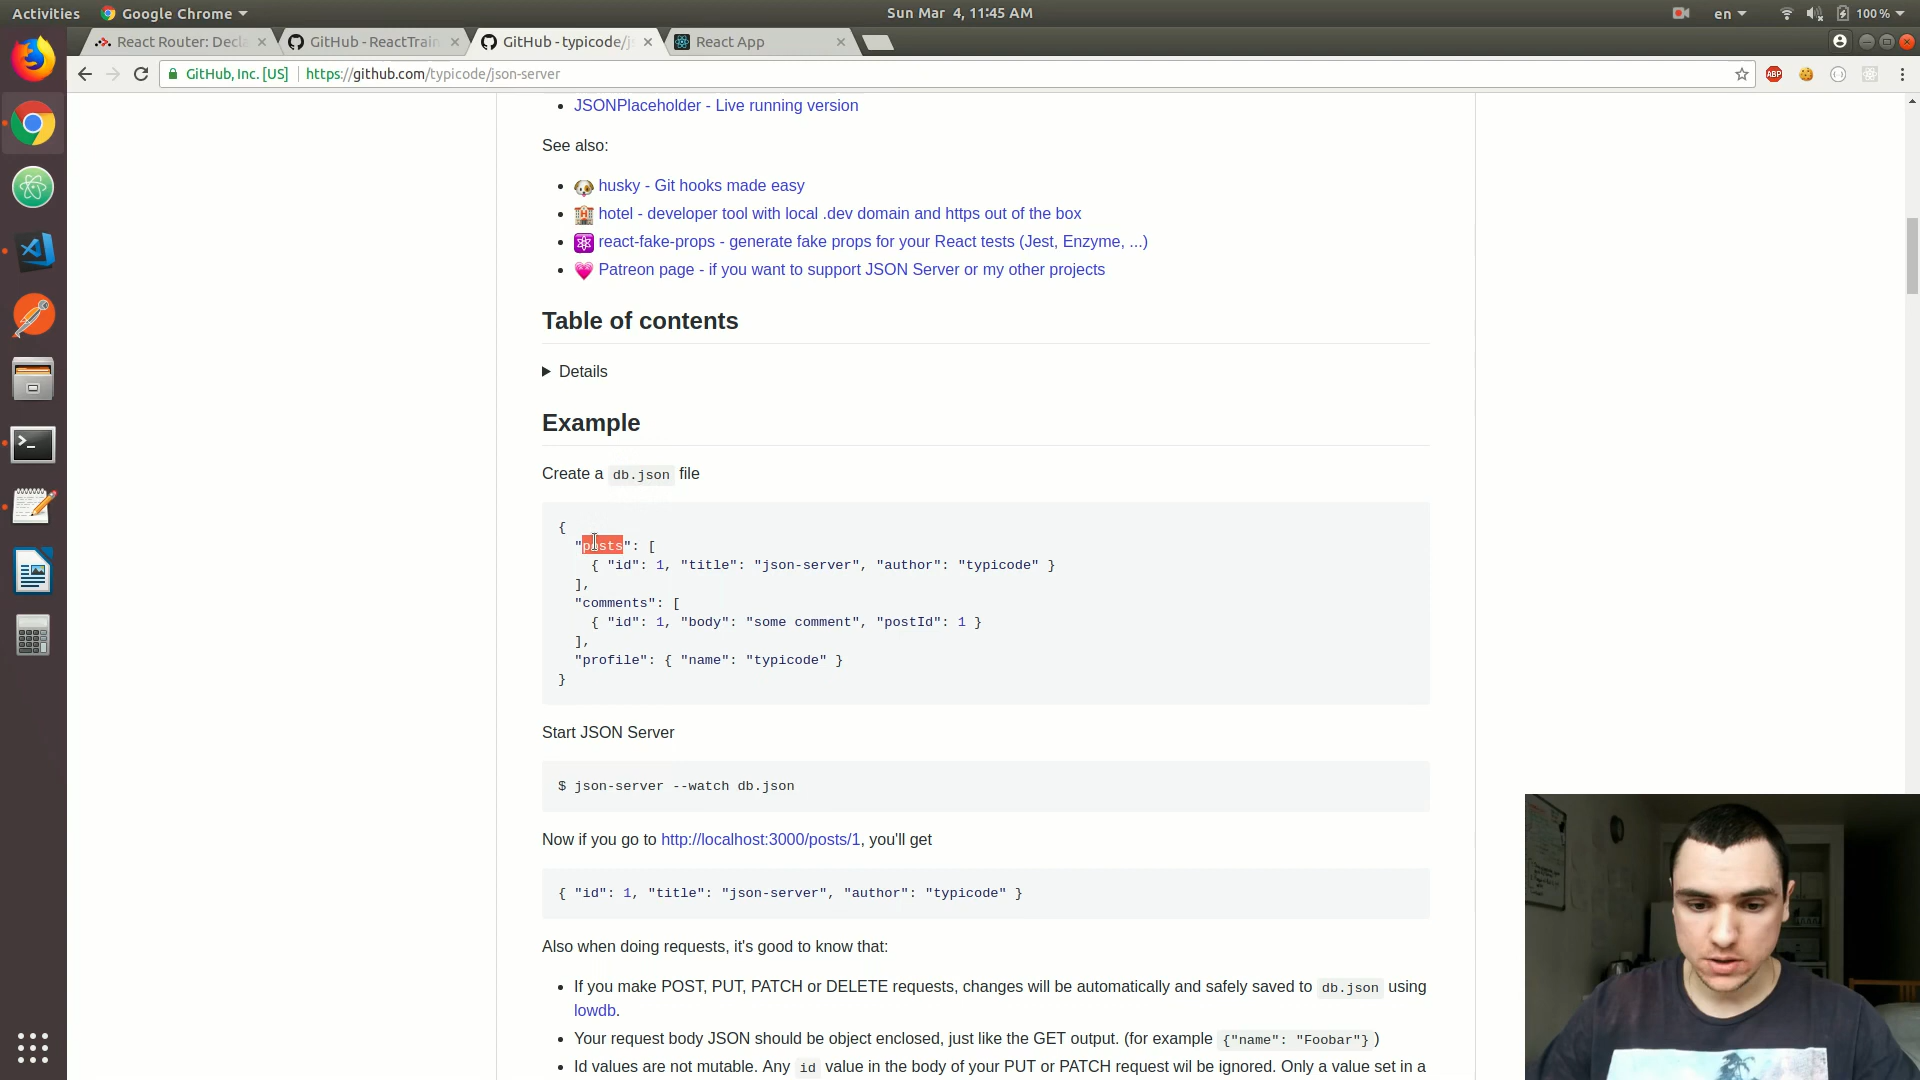 Activities
Google Chrome
Sun Mar 4, 11:45 AM
en
100 %
React Router: Decla
GitHub - ReactTrain
GitHub - typicode/js
React App
GitHub, Inc. [US]
https://github.com/typicode/json-server
ABP
JSONPlaceholder - Live running version
See also:
husky - Git hooks made easy
hotel - developer tool with local .dev domain and https out of the box
react-fake-props - generate fake props for your React tests (Jest, Enzyme, ...)
Patreon page - if you want to support JSON Server or my other projects
Table of contents
Details
Example
Create a db.json file
{
"posts": [
{ "id": 1, "title": "json-server", "author": "typicode" }
],
"comments": [
{ "id": 1, "body": "some comment", "postId": 1 }
],
"profile": { "name": "typicode" }
}
Start JSON Server
$ json-server --watch db.json
Now if you go to http://localhost:3000/posts/1, you'll get
{ "id": 1, "title": "json-server", "author": "typicode" }
Also when doing requests, it's good to know that:
If you make POST, PUT, PATCH or DELETE requests, changes will be automatically and safely saved to db.json using
lowdb.
Your request body JSON should be object enclosed, just like the GET output. (for example {"name": "Foobar"} )
Id values are not mutable. Any id value in the body of your PUT or PATCH request wil be ignored. Only a value set in a